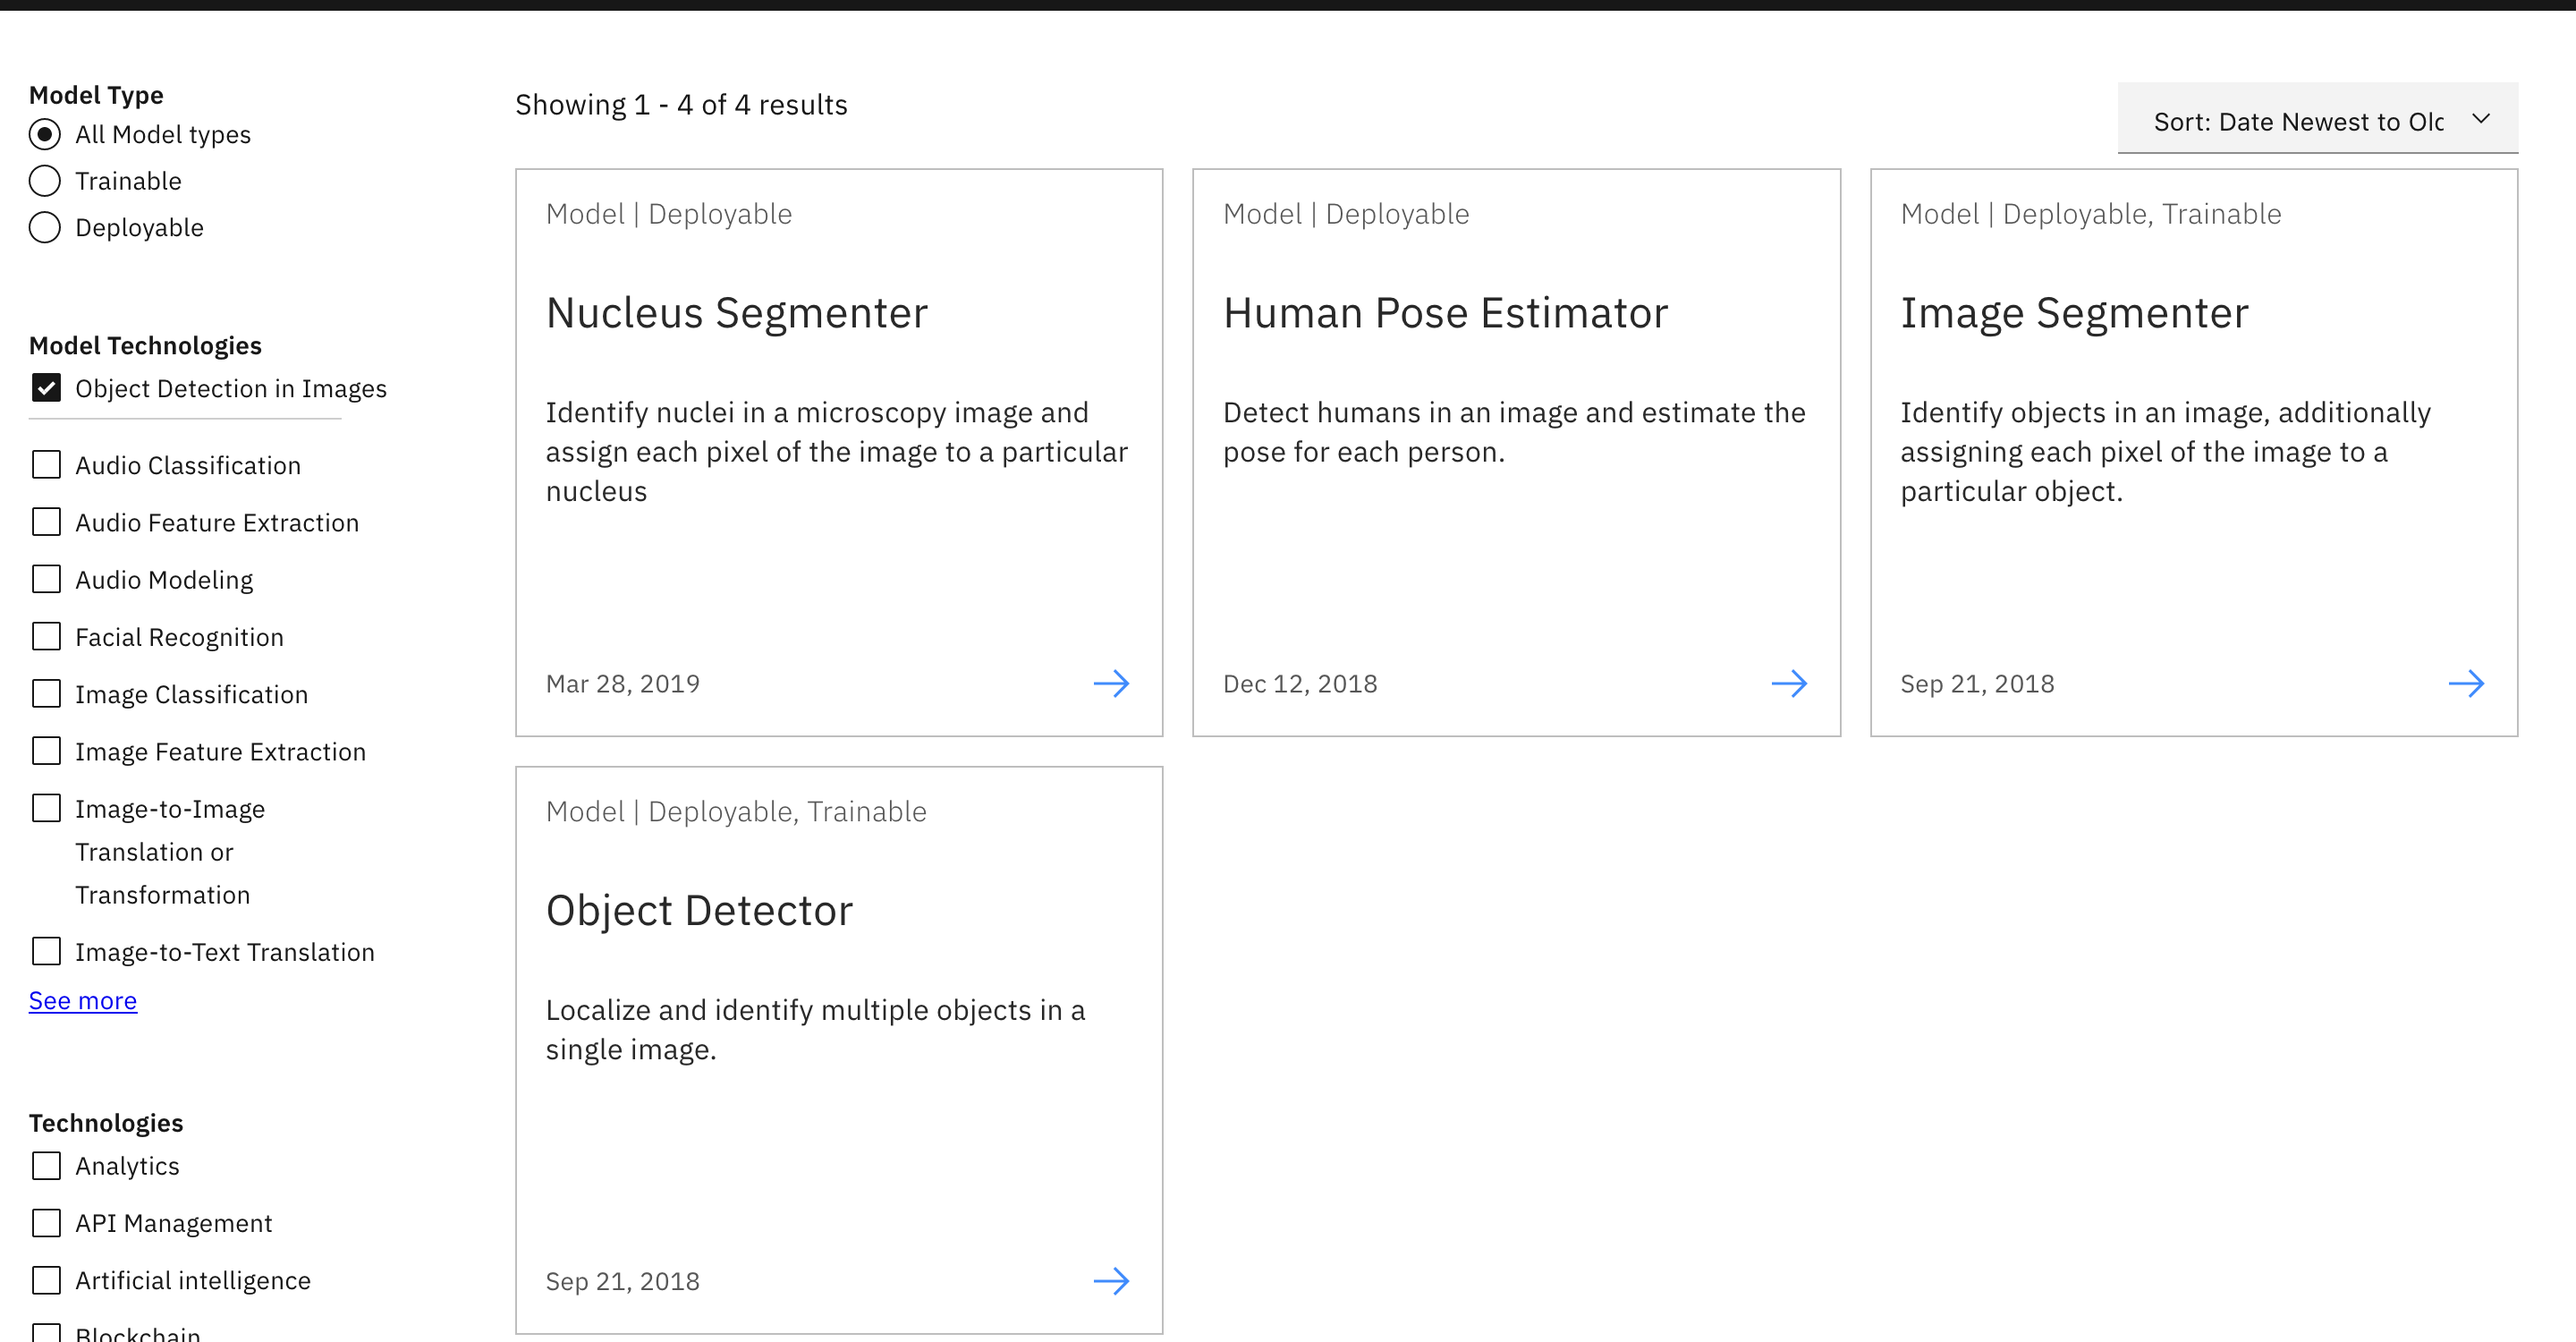 Model Type
All Model types
Trainable
Deployable
Model Technologies
Object Detection in Images
Audio Classification
Audio Feature Extraction
Audio Modeling
Facial Recognition
Image Classification
Image Feature Extraction
Image-to-Image
Translation or
Transformation
Image-to-Text Translation
See more
Technologies
Analytics
API Management
Artificial intelligence
Blockchain
Showing 1 - 4 of 4 results
Sort: Date Newest to Olc
Model | Deployable
Nucleus Segmenter
Identify nuclei in a microscopy image and
assign each pixel of the image to a particular
nucleus
Mar 28, 2019
Model | Deployable
Human Pose Estimator
Detect humans in an image and estimate the
pose for each person.
Dec 12, 2018
Model | Deployable, Trainable
Image Segmenter
Identify objects in an image, additionally
assigning each pixel of the image to a
particular object.
Sep 21, 2018
Model | Deployable, Trainable
Object Detector
Localize and identify multiple objects in a
single image.
Sep 21, 2018